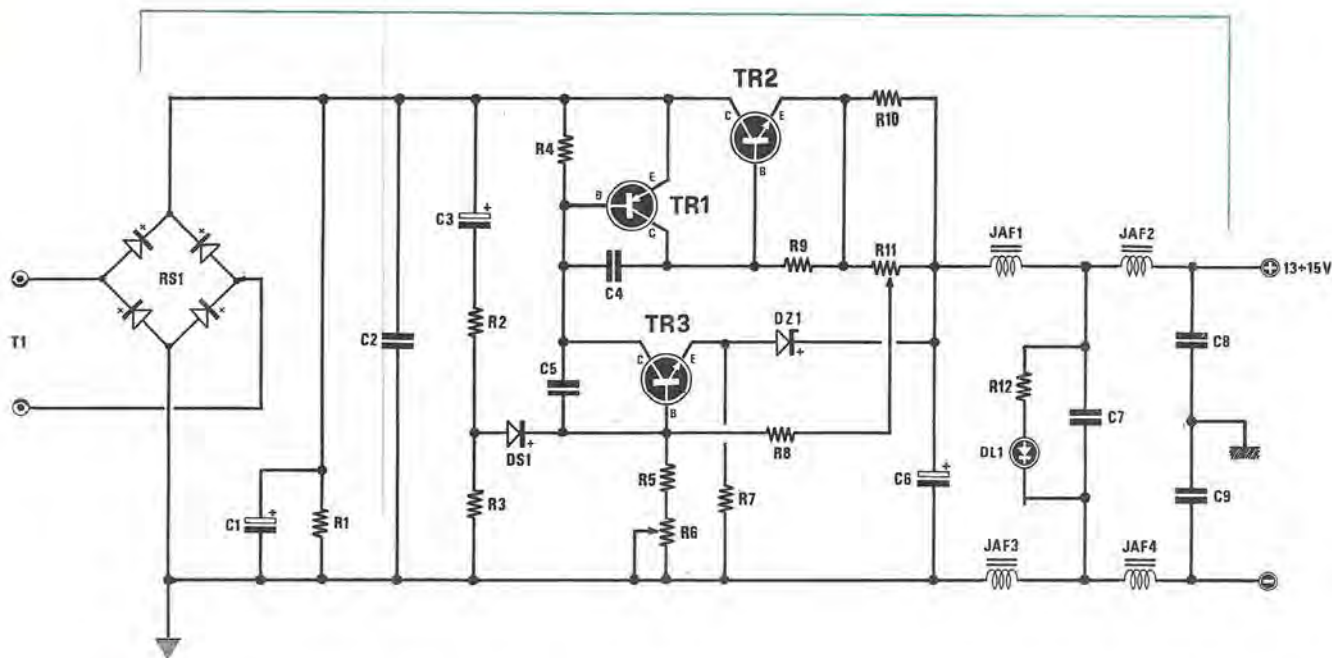 TR2
C
E
B
R10
R4
E
B
TR1
C
C3
+
JAF1
JAF2
R9
R11
13÷15V
RS1
C4
R2
DZ1
+
TR3
C8
T1
C2
C
E
C5
R12
B
C7
DS1
+
R8
DL1
C6
+
R5
R3
R7
C9
C1
+
R1
R6
JAF3
JAF4